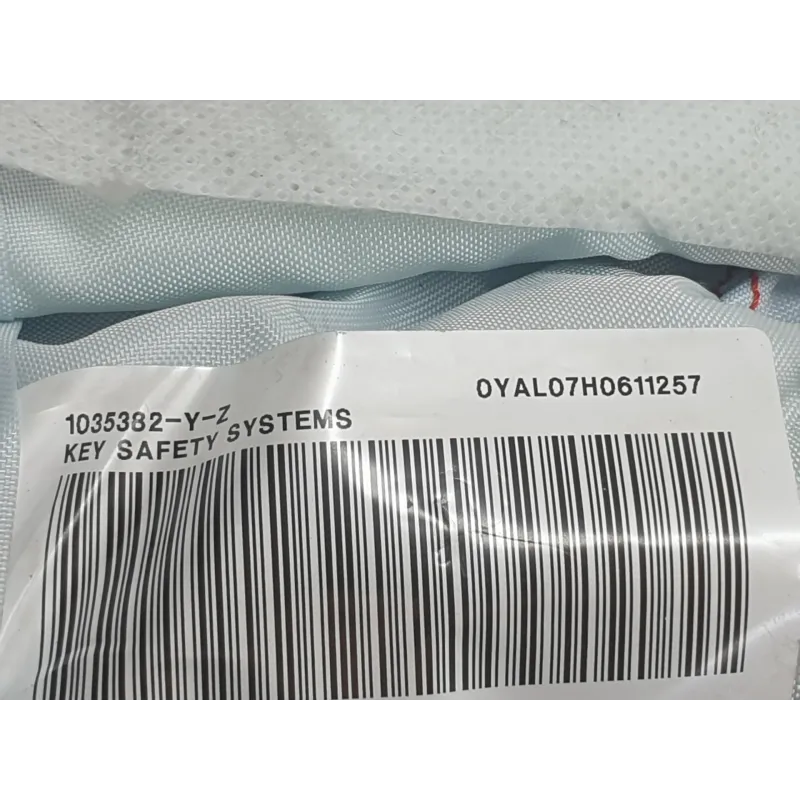 1035382-Y-Z
0YAL07H0611257
KEY SAFETY SYSTEMS